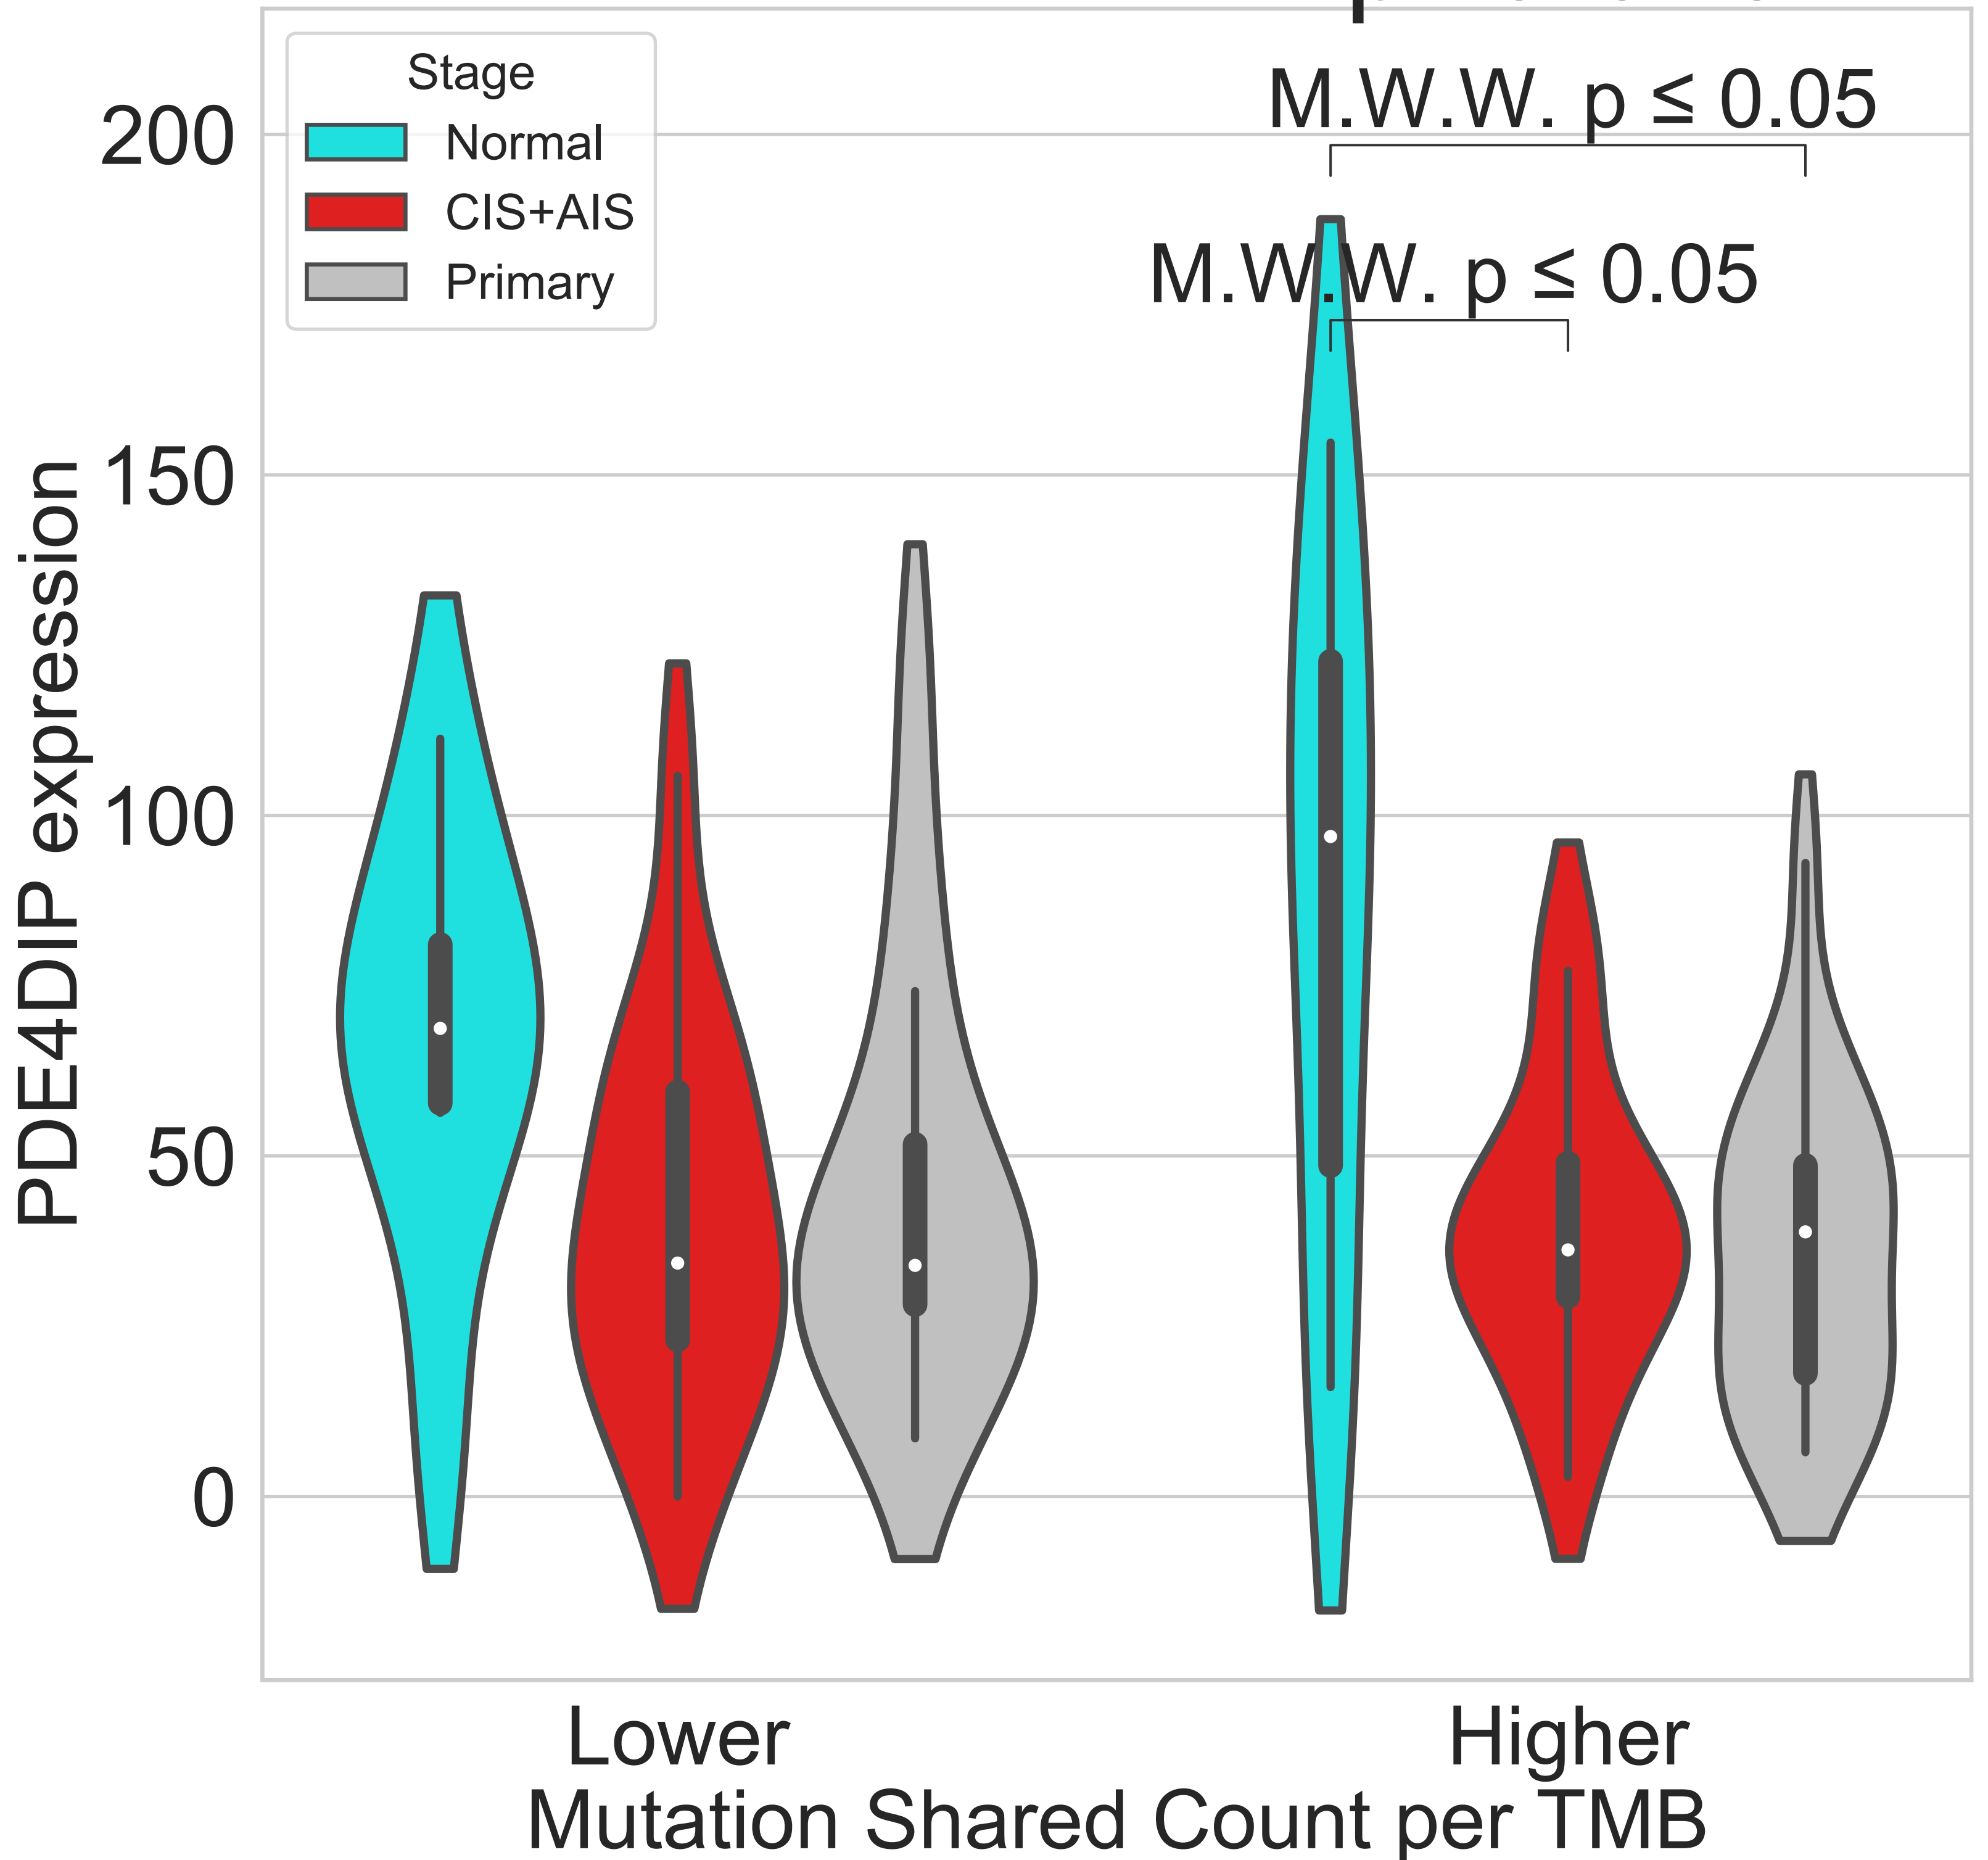 M.W.W. p ≤ 0.05
M.W.W. p ≤ 0.05
Stage
Normal
CIS+AIS
Primary
200
150
100
50
0
PDE4DIP expression
Lower
Higher
Mutation Shared Count per TMB